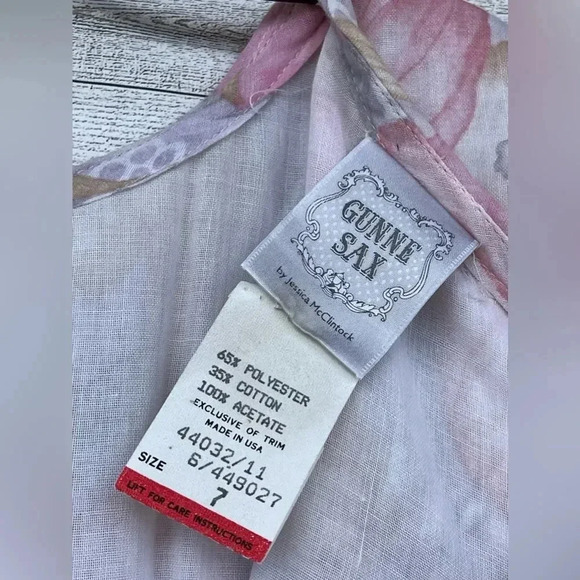 GUNNE
SAX
by Jessica McClintock
65% POLYESTER
35% COTTON
100% ACETATE
EXCLUSIVE OF TRIM
MADE IN USA
44032/11
6/449027
SIZE 7
LIFT FOR CARE INSTRUCTIONS